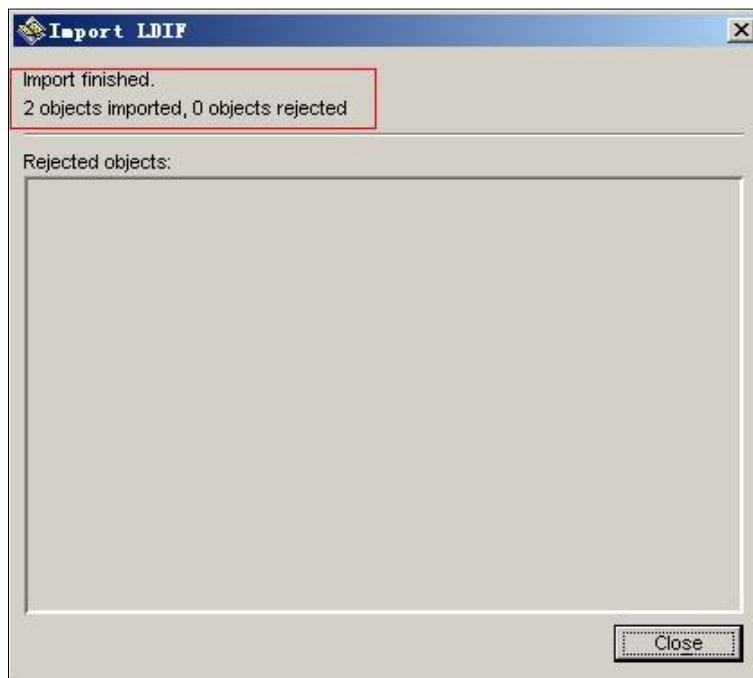 Import LDIF
Import finished.
2 objects imported, 0 objects rejected
Rejected objects:
Close